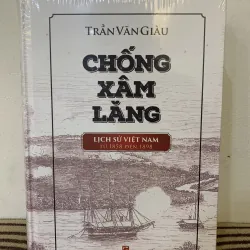 TRẦN VĂN GIÀU
CHỐNG
XÂM
LĂNG
LỊCH SỬ VIỆT NAM
TỪ 1858 ĐẾN 1898